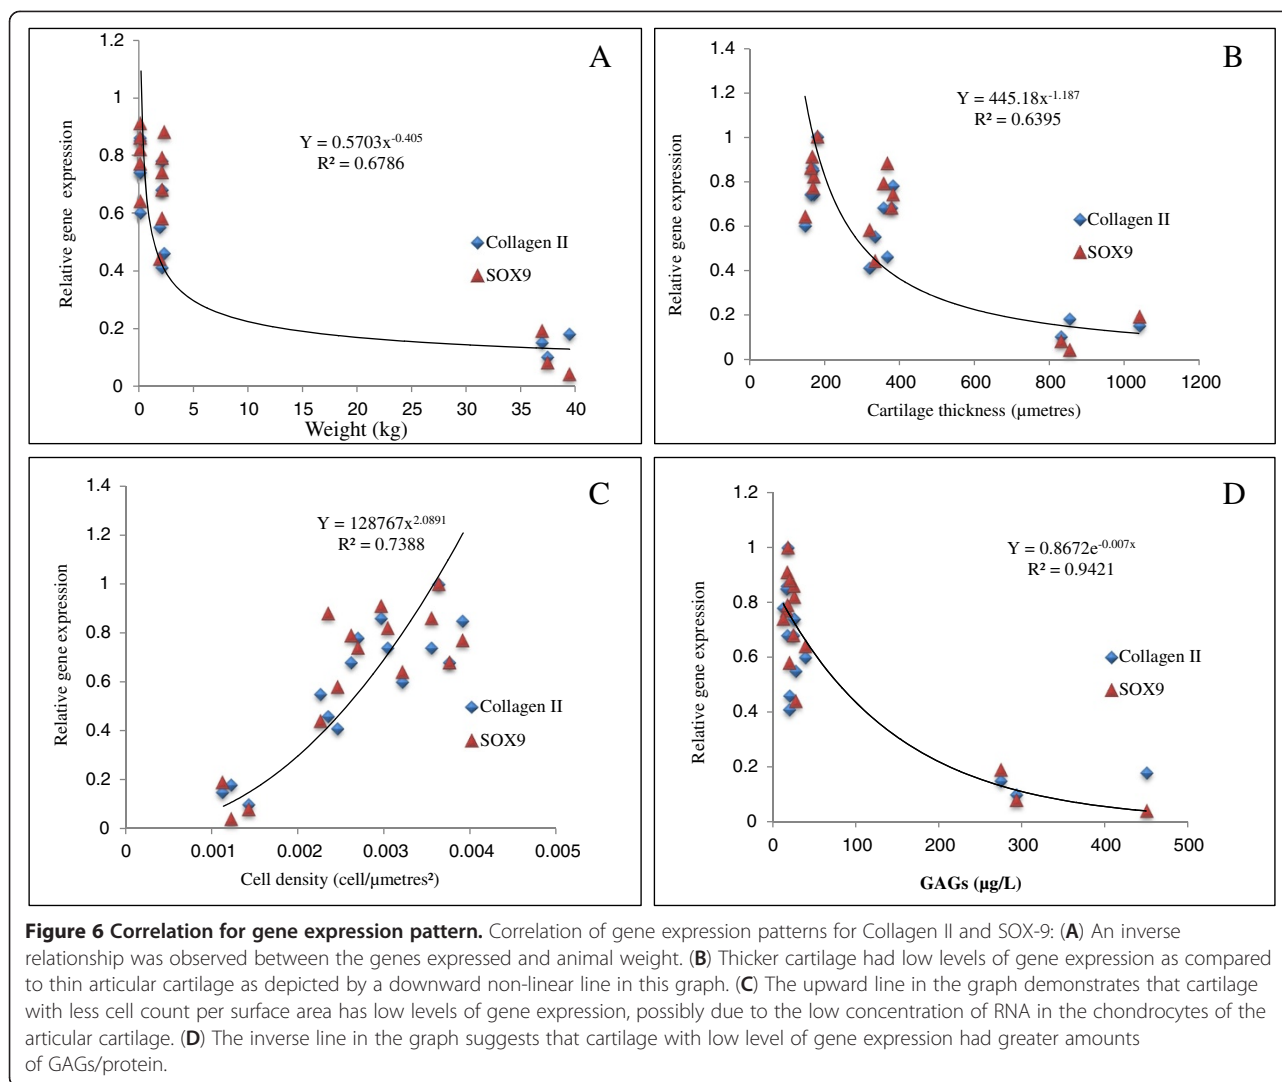 1.2
A
1
Y = 0.5703x^-0.405
R² = 0.6786
0.8
Relative gene expression
0.6
Collagen II
0.4
SOX9
0.2
0
0 5 10 15 20 25 30 35 40
Weight (kg)
1.4
B
1.2
Y = 445.18x^-1.187
R² = 0.6395
1
0.8
Relative gene expression
Collagen II
0.6
SOX9
0.4
0.2
0
0 200 400 600 800 1000 1200
Cartilage thickness (µmetres)
1.4
C
1.2
Y = 128767x^2.0891
R² = 0.7388
1
0.8
Relative gene expression
0.6
Collagen II
0.4
SOX9
0.2
0
0 0.001 0.002 0.003 0.004 0.005
Cell density (cell/µmetres²)
1.2
D
1
Y = 0.8672e^-0.007x
R² = 0.9421
0.8
Relative gene expression
0.6
Collagen II
SOX9
0.4
0.2
0
0 100 200 300 400 500
GAGs (µg/L)
Figure 6 Correlation for gene expression pattern. Correlation of gene expression patterns for Collagen II and SOX-9: (A) An inverse
relationship was observed between the genes expressed and animal weight. (B) Thicker cartilage had low levels of gene expression as compared
to thin articular cartilage as depicted by a downward non-linear line in this graph. (C) The upward line in the graph demonstrates that cartilage
with less cell count per surface area has low levels of gene expression, possibly due to the low concentration of RNA in the chondrocytes of the
articular cartilage. (D) The inverse line in the graph suggests that cartilage with low level of gene expression had greater amounts
of GAGs/protein.